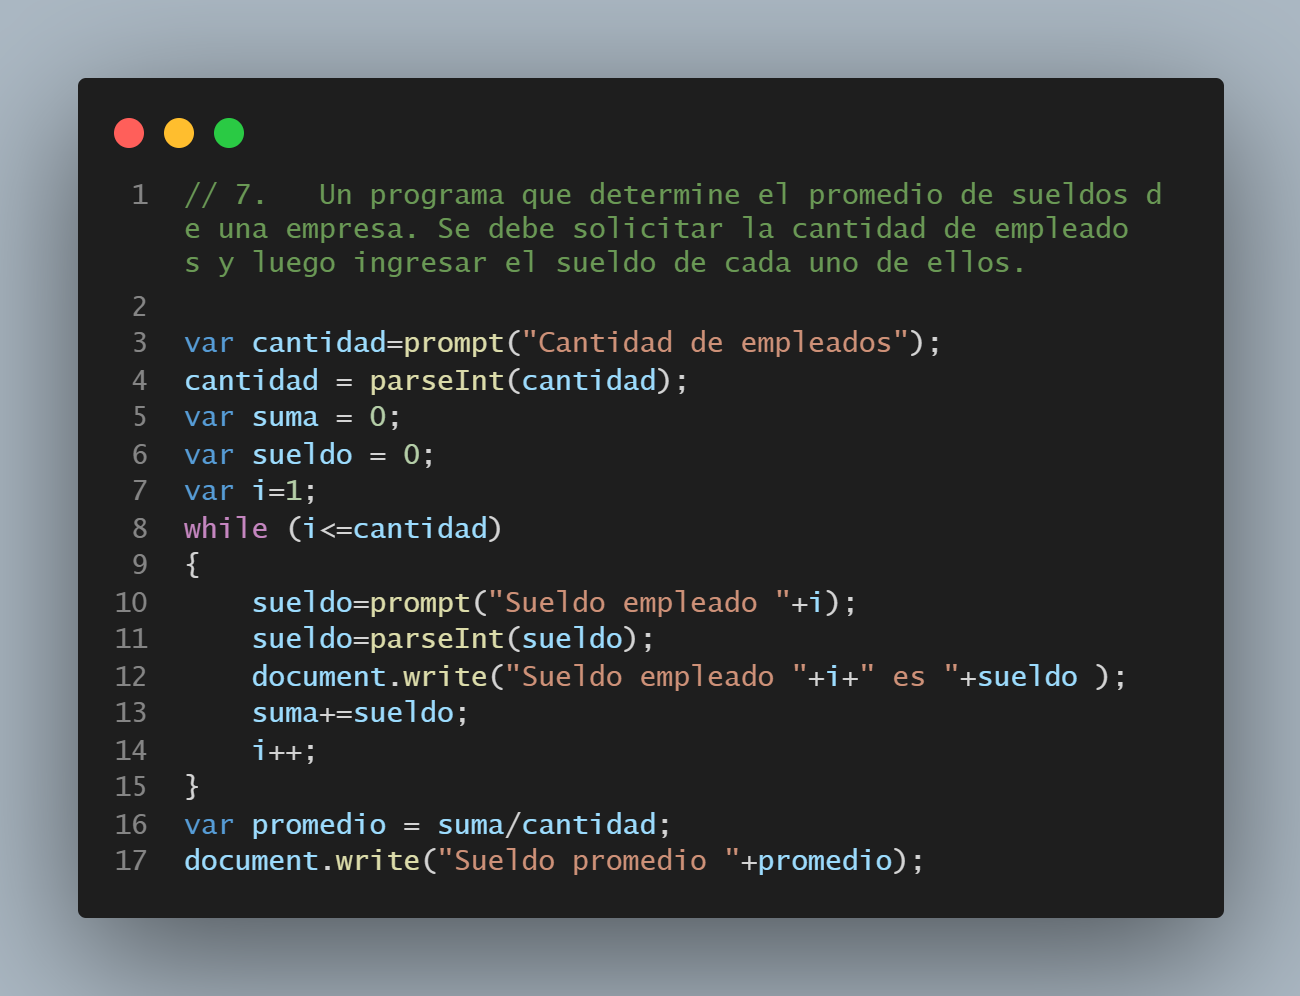 1 // 7.   Un programa que determine el promedio de sueldos d
e una empresa. Se debe solicitar la cantidad de empleado
s y luego ingresar el sueldo de cada uno de ellos.
2
3 var cantidad=prompt("Cantidad de empleados");
4 cantidad = parseInt(cantidad);
5 var suma = 0;
6 var sueldo = 0;
7 var i=1;
8 while (i<=cantidad)
9 {
10     sueldo=prompt("Sueldo empleado "+i);
11     sueldo=parseInt(sueldo);
12     document.write("Sueldo empleado "+i+" es "+sueldo );
13     suma+=sueldo;
14     i++;
15 }
16 var promedio = suma/cantidad;
17 document.write("Sueldo promedio "+promedio);